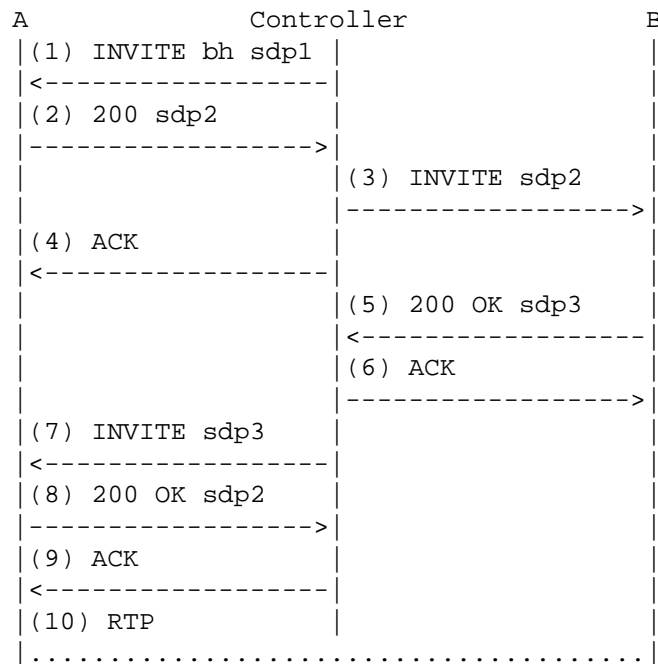 A Controller B
(1) INVITE bh sdp1
(2) 200 sdp2
(3) INVITE sdp2
(4) ACK
(5) 200 OK sdp3
(6) ACK
(7) INVITE sdp3
(8) 200 OK sdp2
(9) ACK
(10) RTP